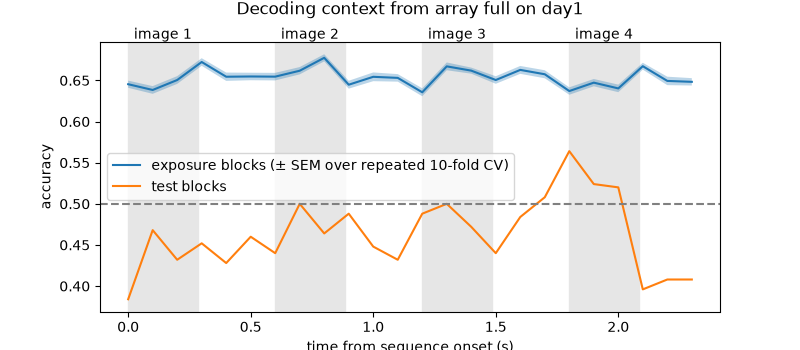 Decoding context from array full on day1
image 1 image 2 image 3 image 4
accuracy
0.65
0.60
0.55
0.50
0.45
0.40
exposure blocks (± SEM over repeated 10-fold CV)
test blocks
0.0 0.5 1.0 1.5 2.0
time from sequence onset (s)